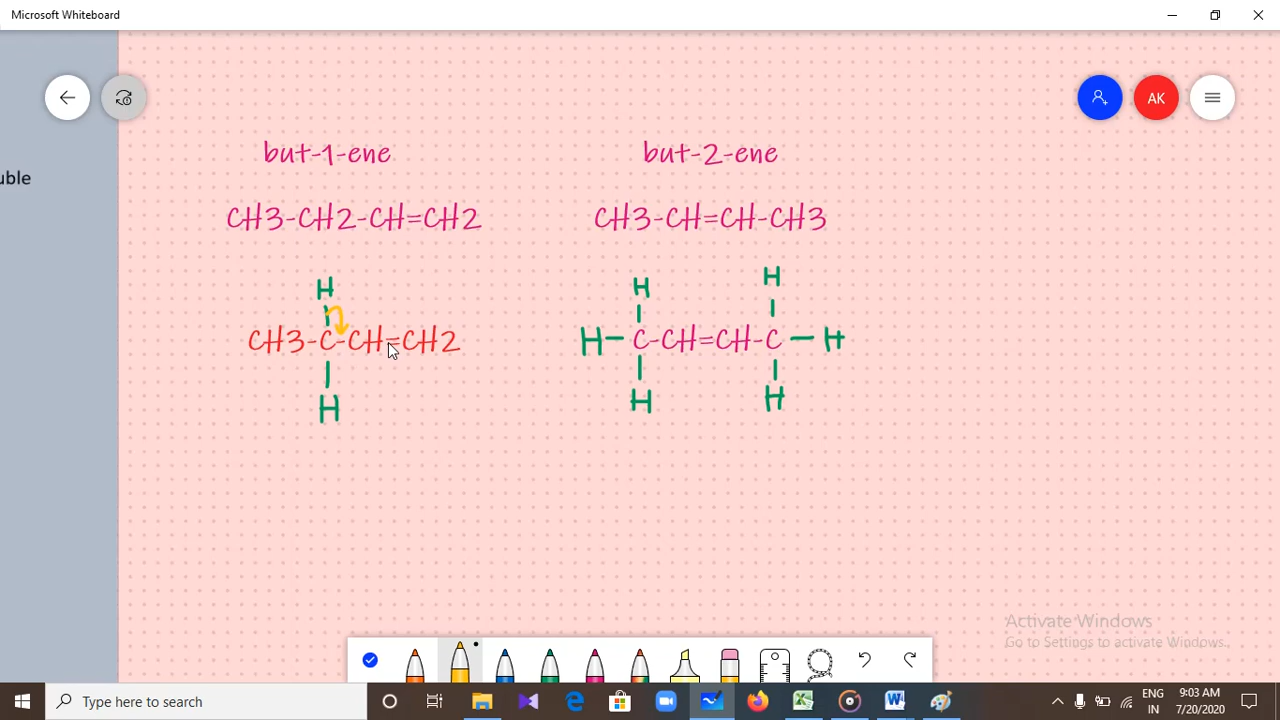 Microsoft Whiteboard
AK
uble
but-1-ene
but-2-ene
CH3-CH2-CH=CH2
CH3-CH=CH-CH3
H
H
H
CH3-C-CH=CH2
H-C-CH=CH-C-H
H
H
H
Activate Windows
Go to Settings to activate Windows.
Type here to search
ENG
IN
9:03 AM
7/20/2020